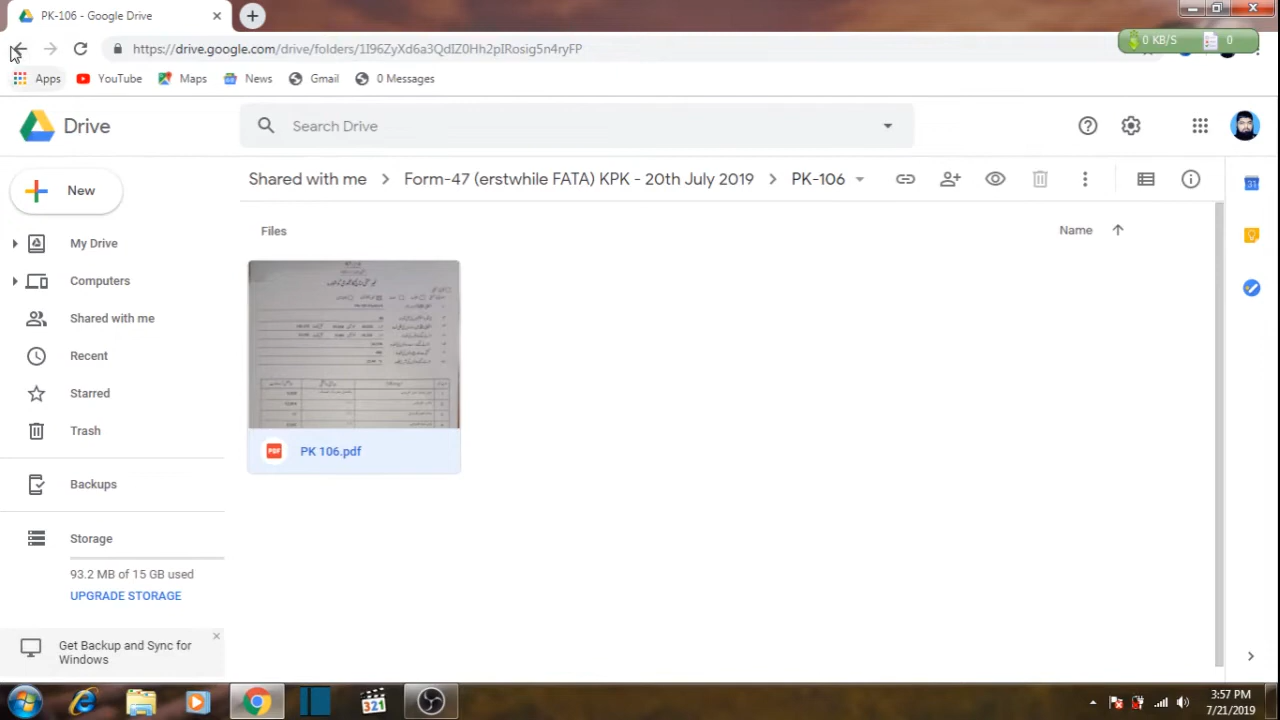 PK-106 - Google Drive
https://drive.google.com/drive/folders/1I96ZyXd6a3QdIZ0Hh2pIRosig5n4ryFP
0 KB/S 0
Apps YouTube Maps News Gmail 0 Messages
Drive
Search Drive
New
Shared with me > Form-47 (erstwhile FATA) KPK - 20th July 2019 > PK-106
Files
Name
My Drive
Computers
Shared with me
Recent
Starred
Trash
Backups
Storage
93.2 MB of 15 GB used
UPGRADE STORAGE
Get Backup and Sync for
Windows
31
PDF
PK 106.pdf
321
3:57 PM
7/21/2019